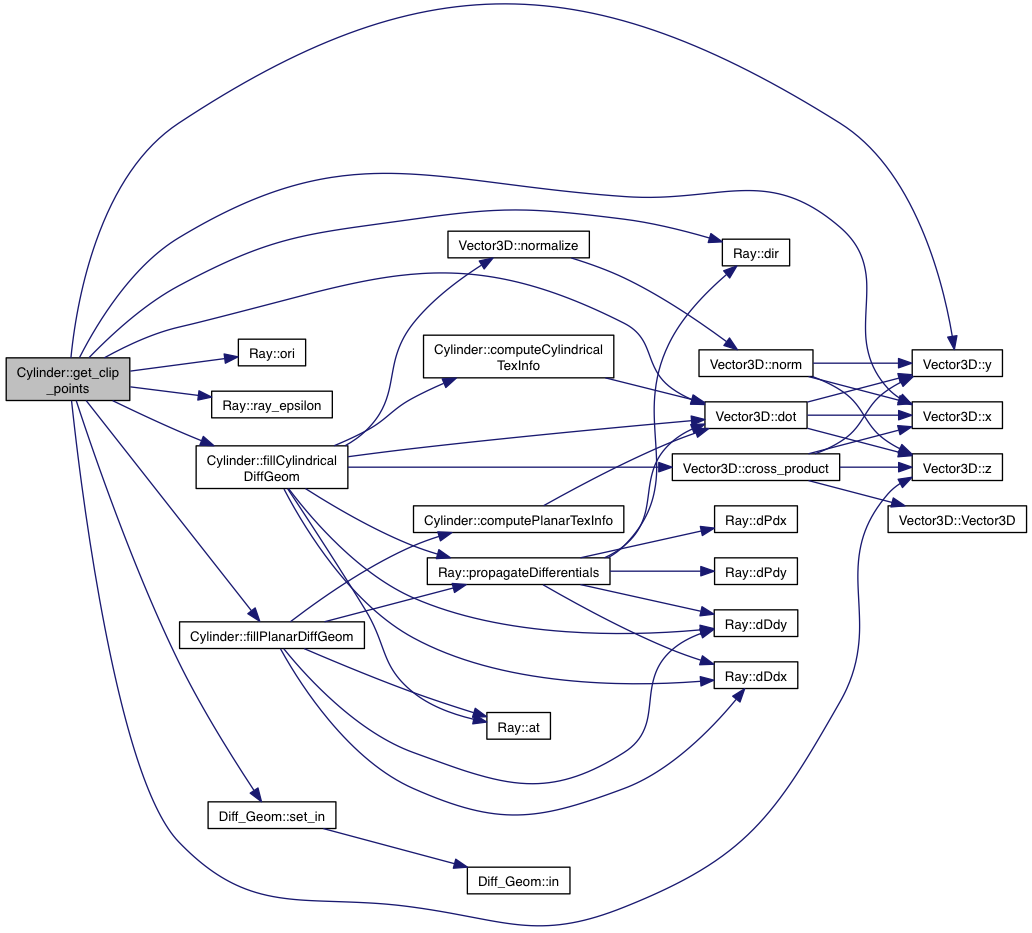 Cylinder::get_clip
_points
Ray::ori
Ray::ray_epsilon
Cylinder::fillCylindrical
DiffGeom
Cylinder::fillPlanarDiffGeom
Diff_Geom::set_in
Vector3D::normalize
Cylinder::computeCylindrical
TexInfo
Cylinder::computePlanarTexInfo
Ray::propagateDifferentials
Ray::at
Diff_Geom::in
Ray::dir
Vector3D::norm
Vector3D::dot
Vector3D::cross_product
Ray::dPdx
Ray::dPdy
Ray::dDdy
Ray::dDdx
Vector3D::y
Vector3D::x
Vector3D::z
Vector3D::Vector3D